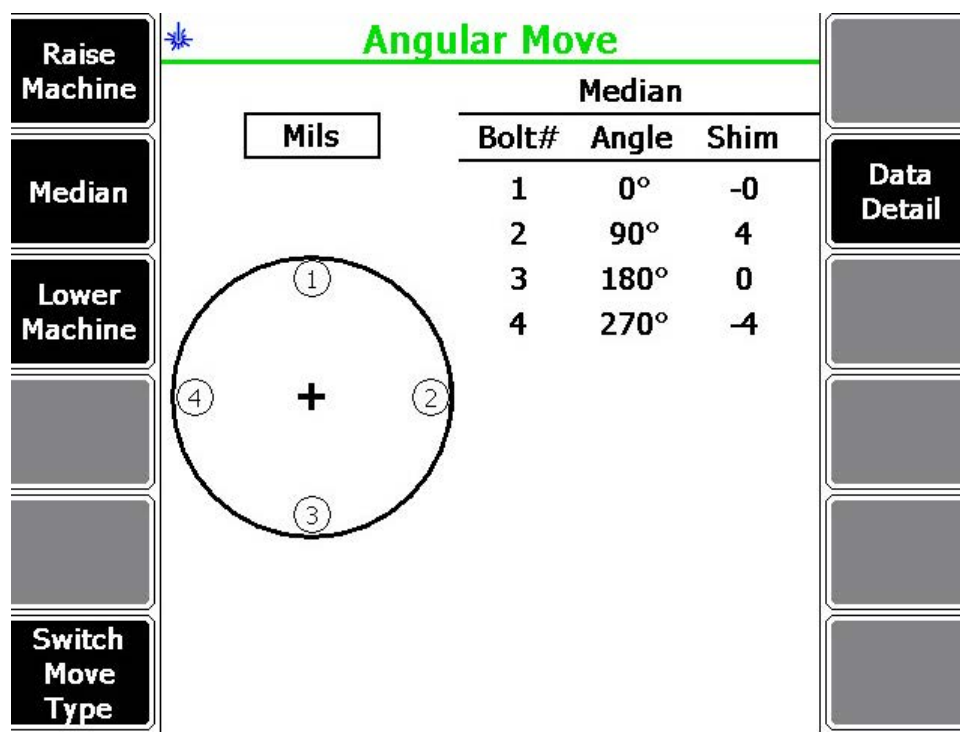 Angular Move
Raise
Machine
Median
Lower
Machine
Switch
Move
Type
Mils
1
2
3
4
Median
Bolt# Angle Shim
1 0° -0
2 90° 4
3 180° 0
4 270° -4
Data
Detail